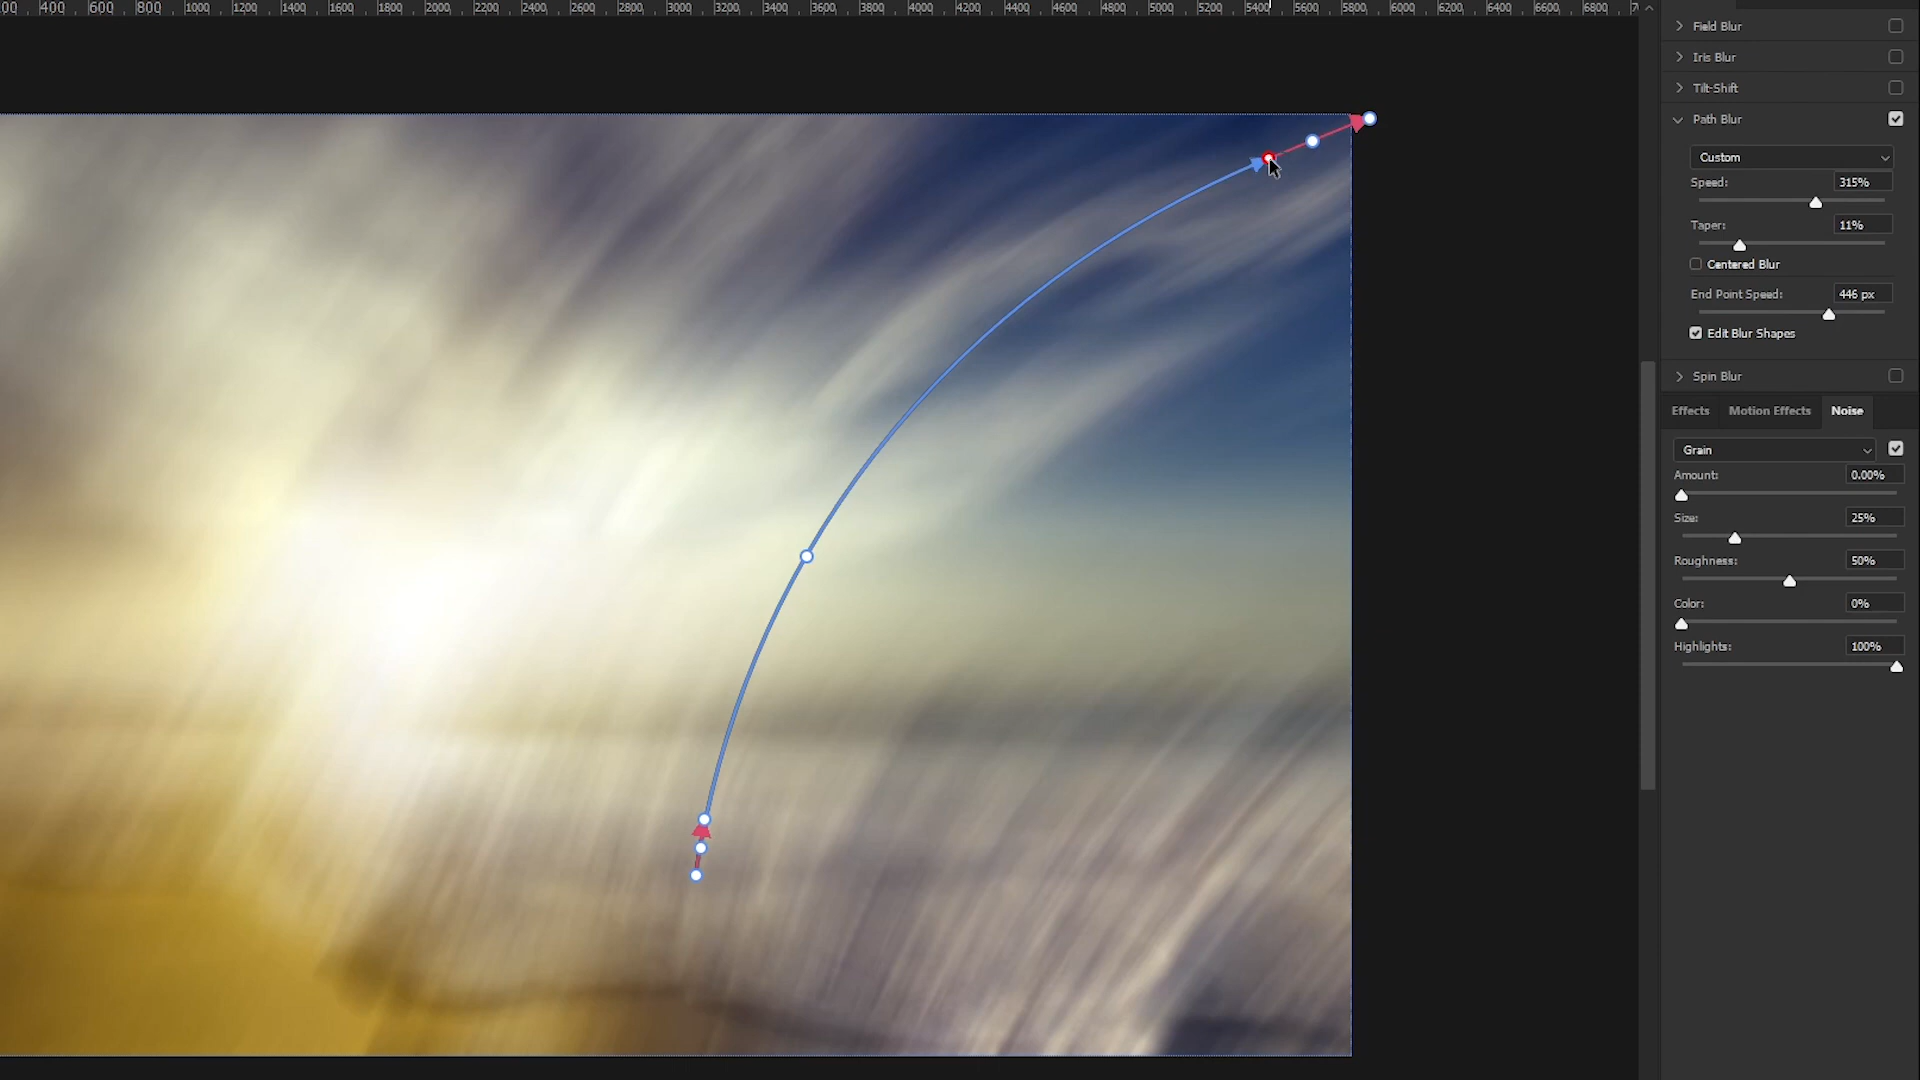 00 400 600 800 1000 1200 1400 1600 1800 2000 2200 2400 2600 2800 3000 3200 3400 3600 3800 4000 4200 4400 4600 4800 5000 5200 5400 5600 5800 6000 6200 6400 6600 6800
Field Blur
Iris Blur
Tilt-Shift
Path Blur
Custom
Speed: 315%
Taper: 11%
Centered Blur
End Point Speed: 446 px
Edit Blur Shapes
Spin Blur
Effects Motion Effects Noise
Grain
Amount: 0.00%
Size: 25%
Roughness: 50%
Color: 0%
Highlights: 100%